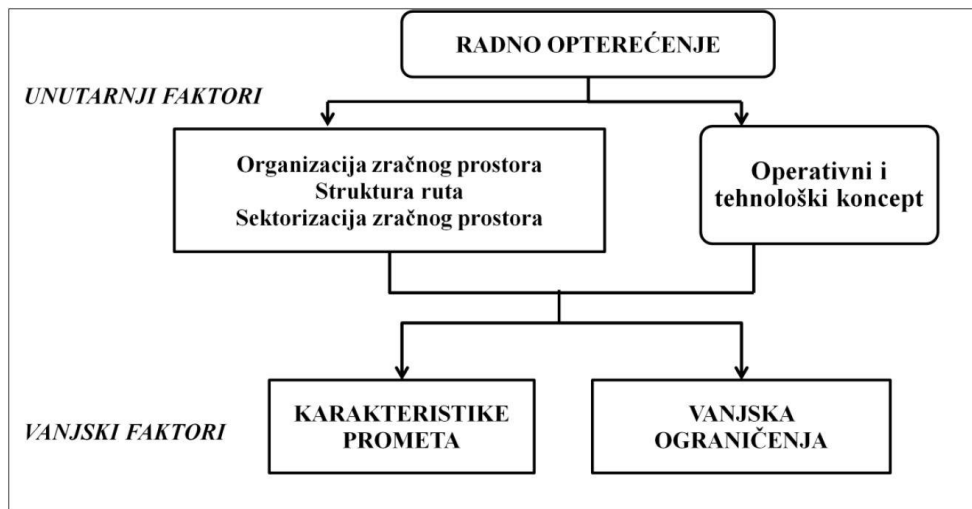 RADNO OPTEREĆENJE
UNUTARNJI FAKTORI
Organizacija zračnog prostora
Struktura ruta
Sektorizacija zračnog prostora
Operativni i
tehnološki koncept
VANJSKI FAKTORI
KARAKTERISTIKE
PROMETA
VANJSKA
OGRANIČENJA